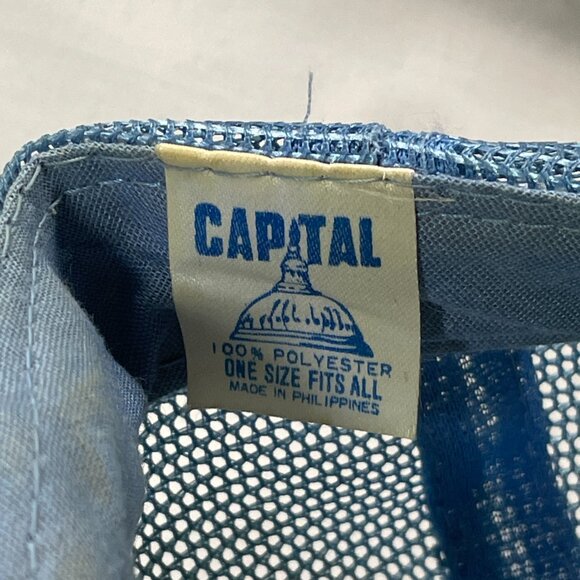 CAPITAL
100% POLYESTER
ONE SIZE FITS ALL
MADE IN PHILIPPINES